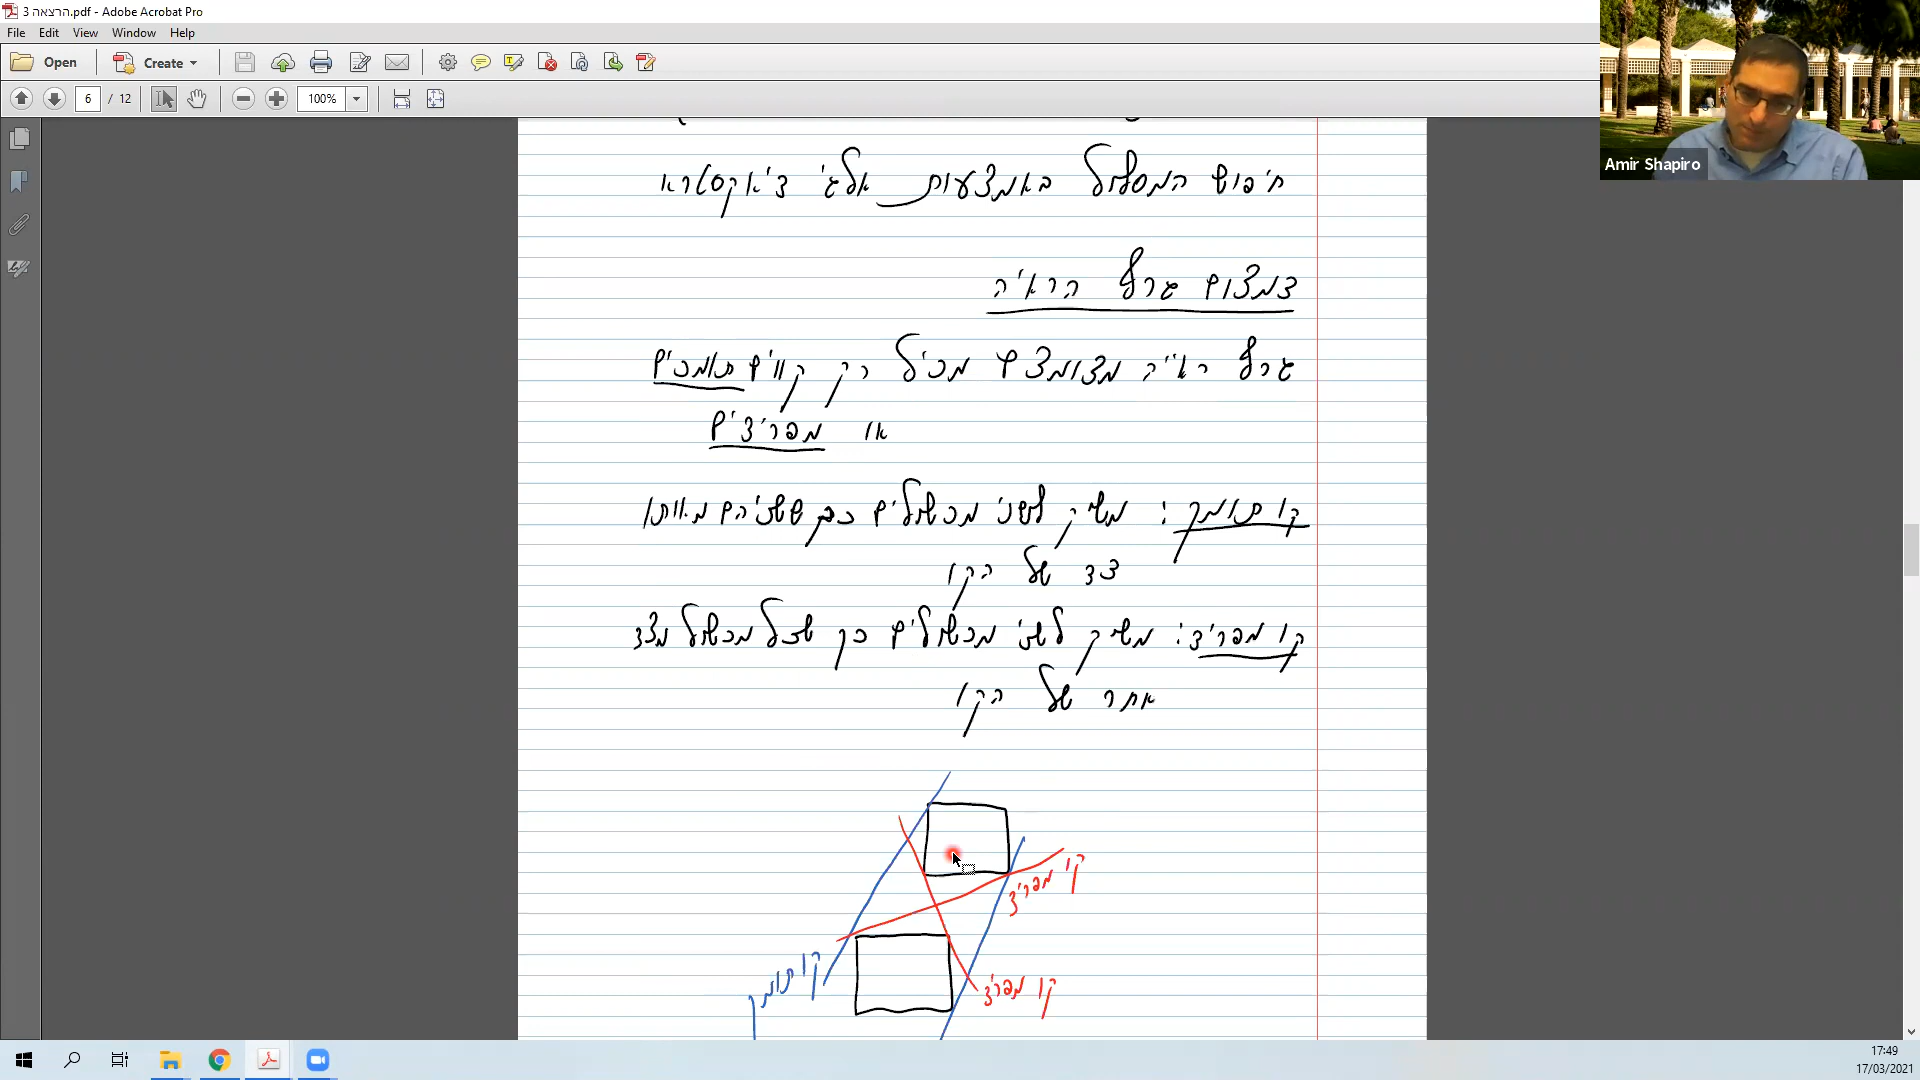 הרצאה 3.pdf - Adobe Acrobat Pro
File Edit View Window Help
Open Create
6 / 12 100%
Amir Shapiro
חיפוש המסלול באמצעות אלג' דיאקסטרא
צמצום גרף הראיה
גרף ראייה מצומצם מכיל רק קווים תומכים
או מפרידים
קו תומך: משיק לשני מכשולים כך ששניהם מאותו
צד של הקו
קו מפריד: משיק לשני מכשולים כך שכל מכשול מצד
אחר של הקו
קו מפריד
קו תומך
קו מפריד
17:49
17/03/2021